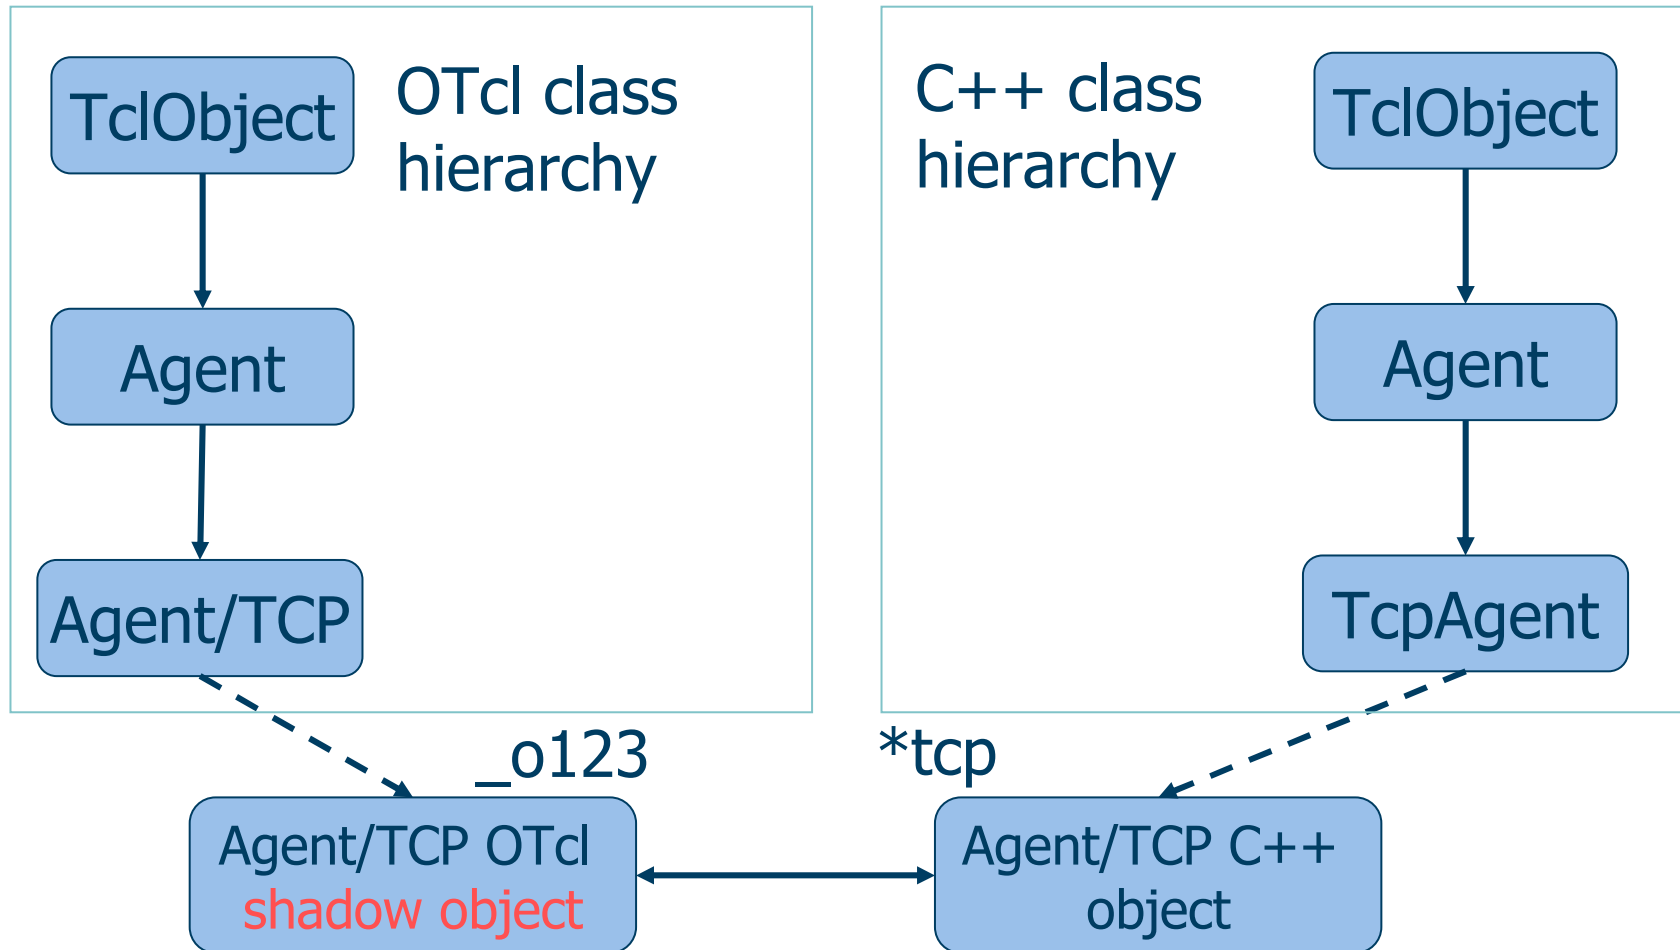 TclObject
OTcl class
hierarchy
Agent
Agent/TCP
C++ class
hierarchy
TclObject
Agent
TcpAgent
_o123
*tcp
Agent/TCP OTcl
shadow object
Agent/TCP C++
object